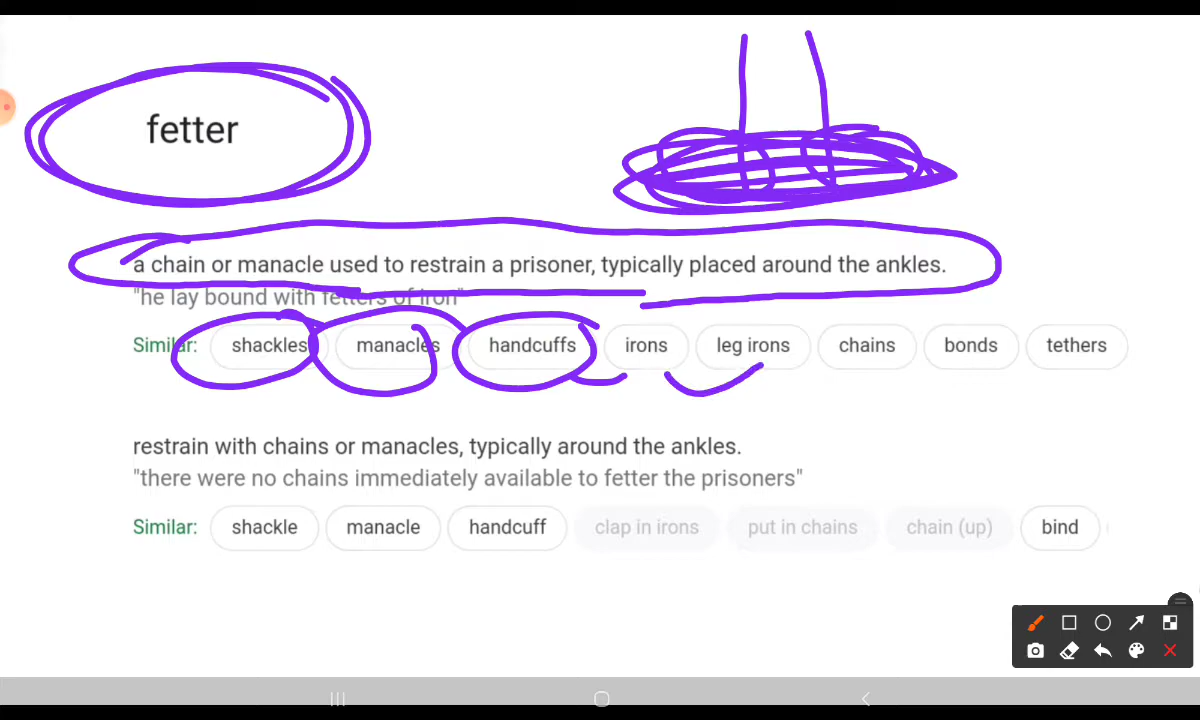 fetter
a chain or manacle used to restrain a prisoner, typically placed around the ankles.
"he lay bound with fetters of iron"
Similar: shackles manacles handcuffs irons leg irons chains bonds tethers
restrain with chains or manacles, typically around the ankles.
"there were no chains immediately available to fetter the prisoners"
Similar: shackle manacle handcuff clap in irons put in chains chain (up) bind